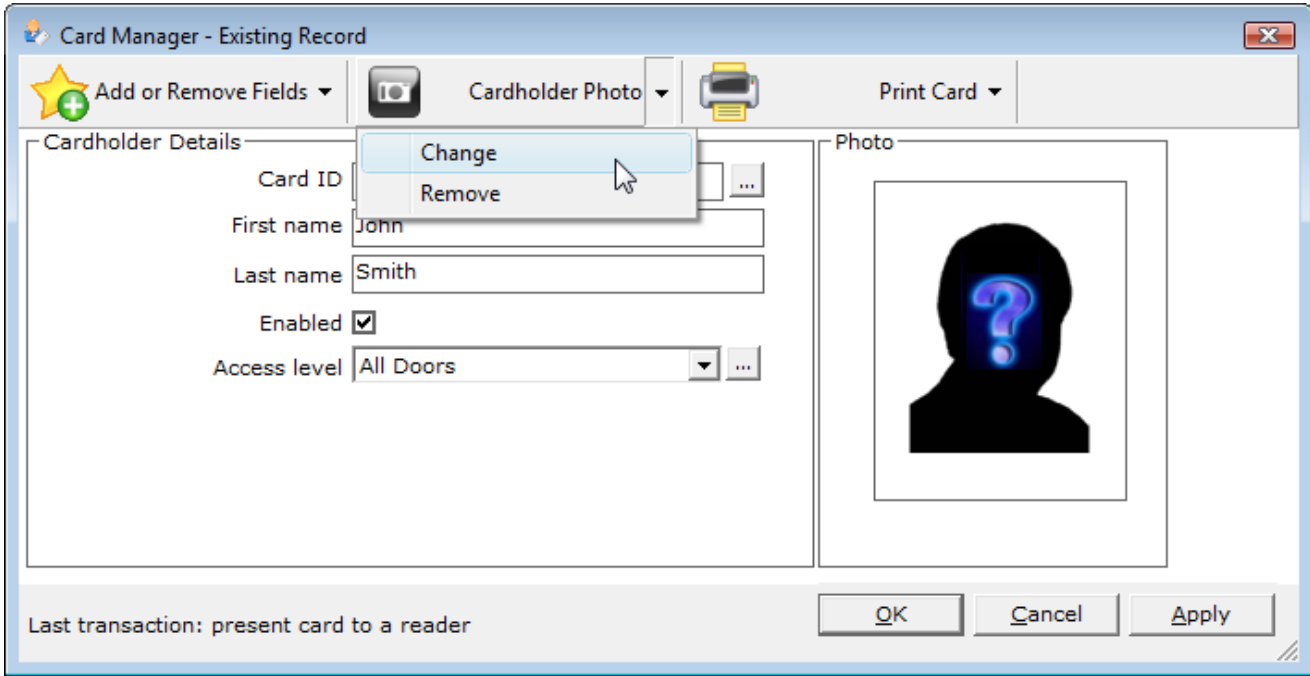 Card Manager - Existing Record
Add or Remove Fields
Cardholder Photo
Print Card
Change
Remove
Cardholder Details
Card ID
...
First name John
Last name Smith
Enabled
Access level All Doors
...
Photo
?
Last transaction: present card to a reader
OK
Cancel
Apply